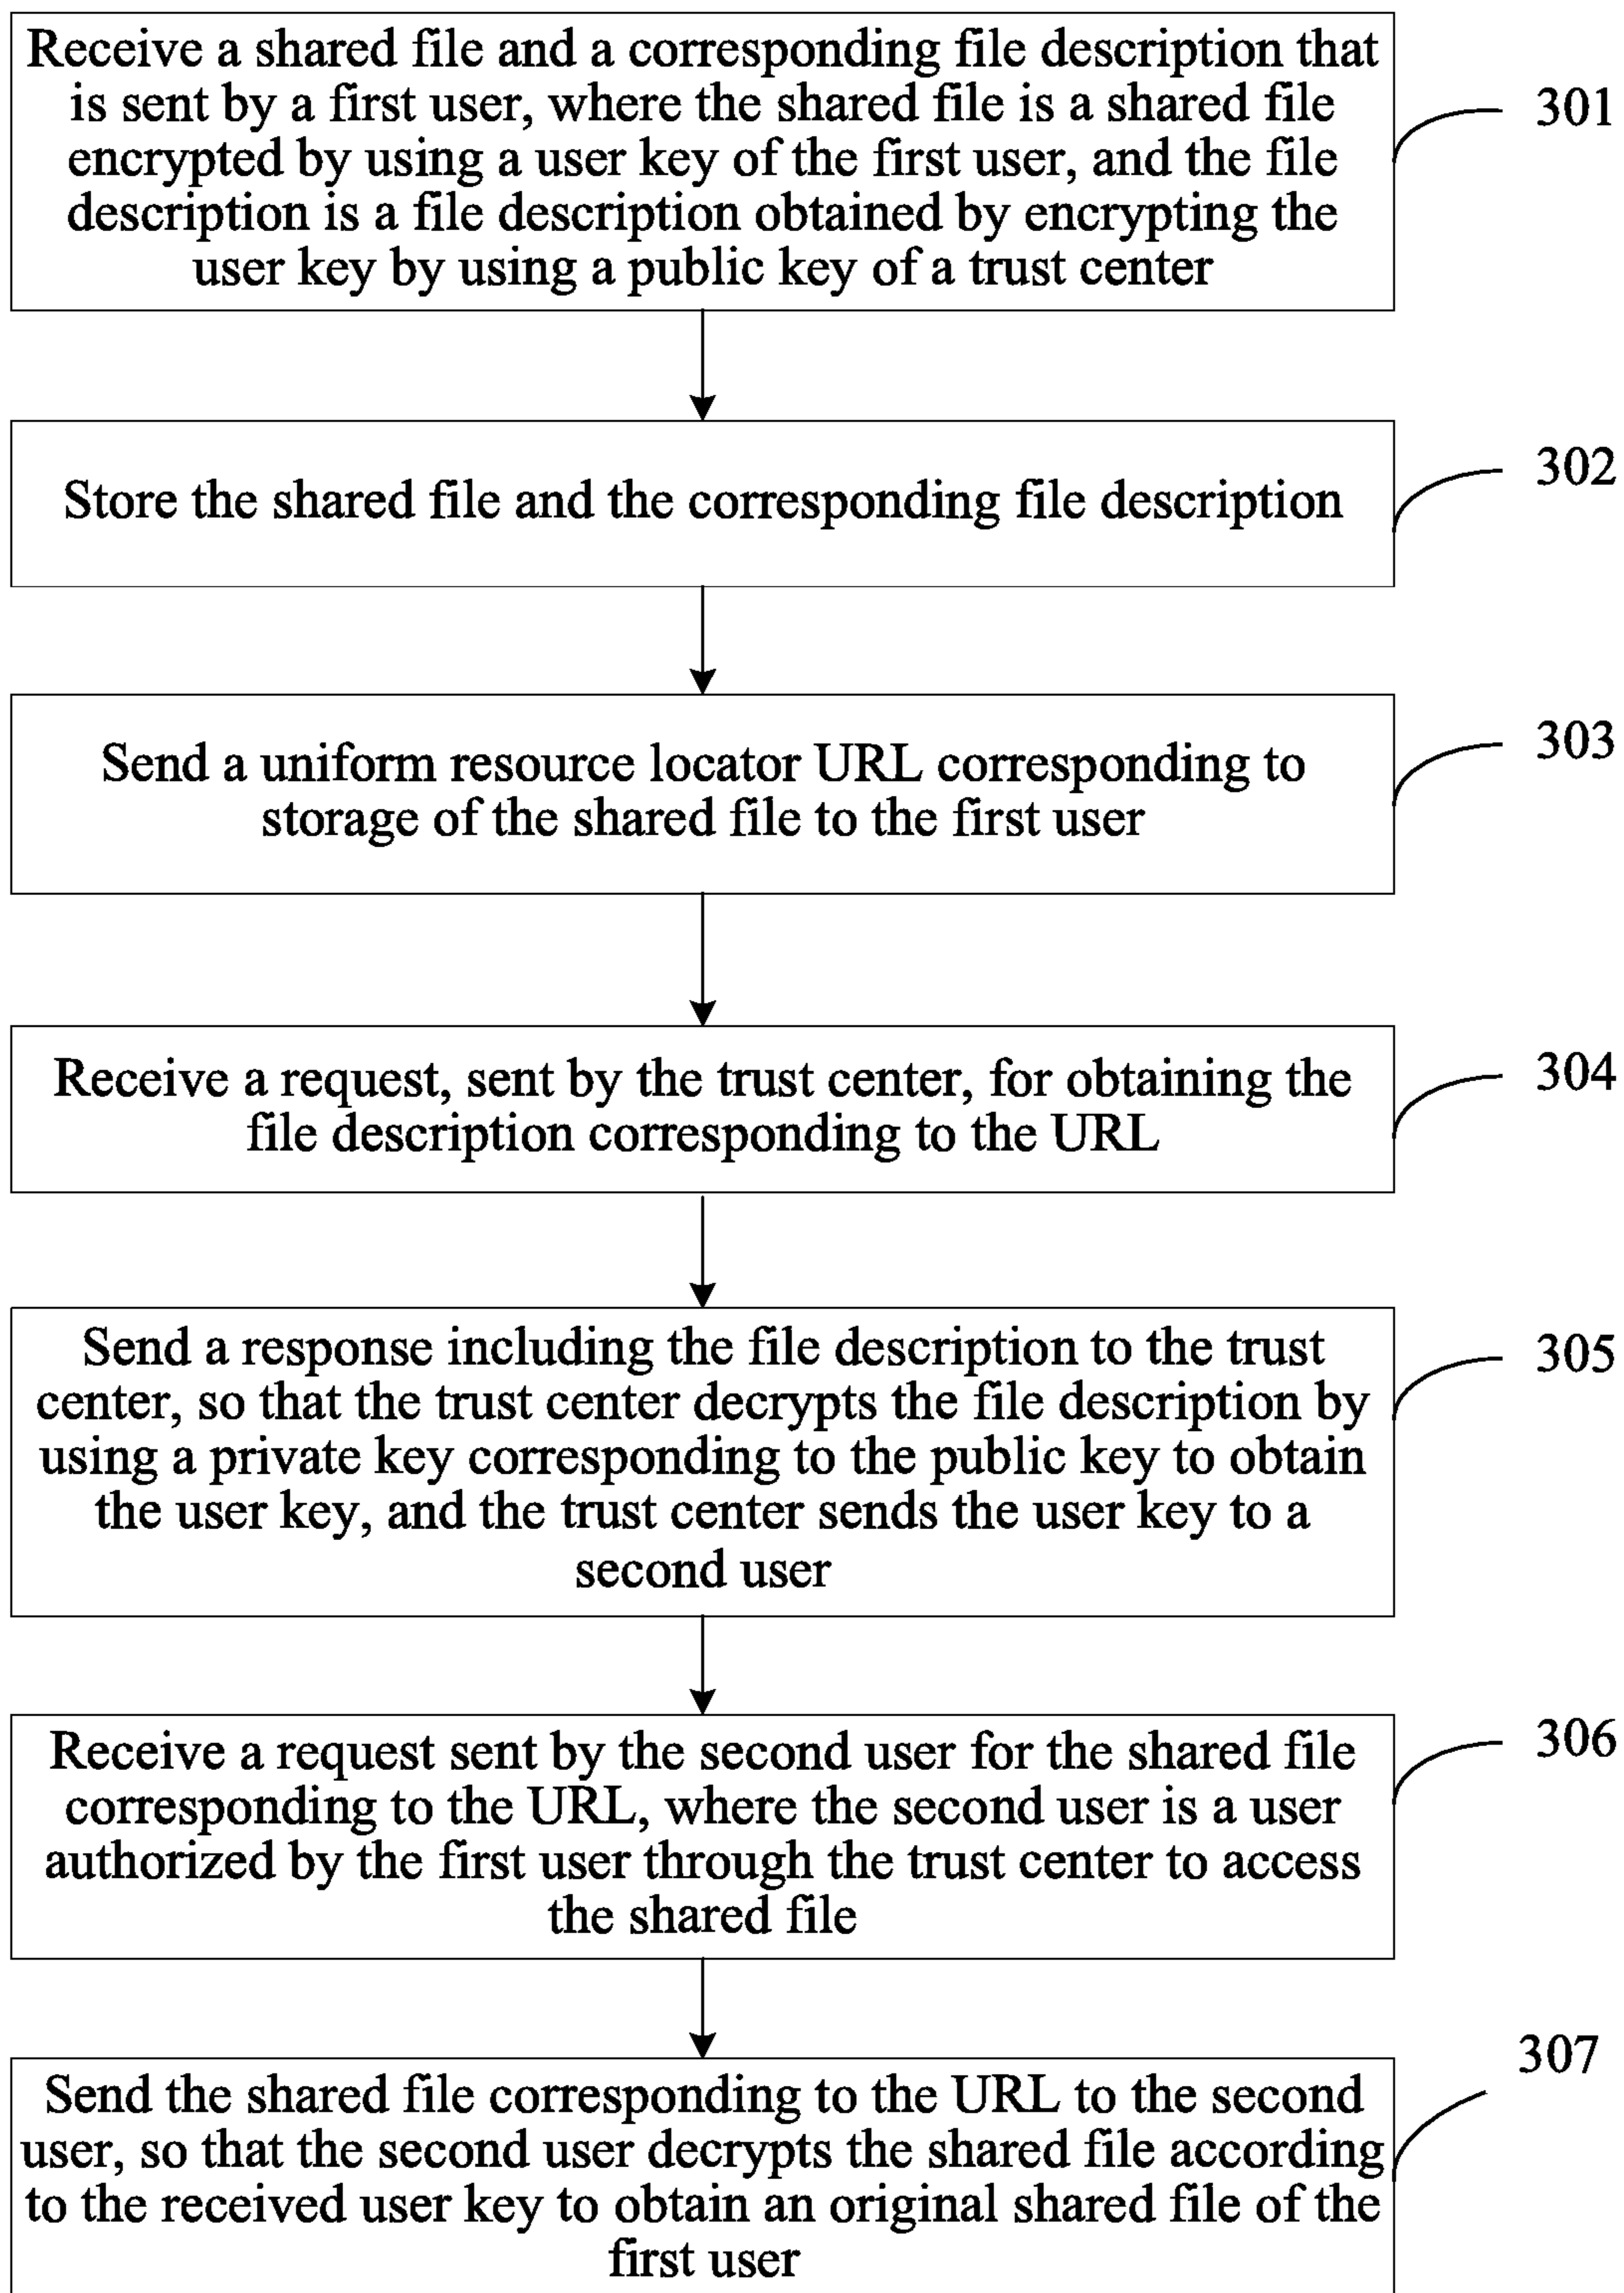 Receive a shared file and a corresponding file description that
is sent by a first user, where the shared file is a shared file
encrypted by using a user key of the first user, and the file
description is a file description obtained by encrypting the
user key by using a public key of a trust center
301
Store the shared file and the corresponding file description
302
Send a uniform resource locator URL corresponding to
storage of the shared file to the first user
303
Receive a request, sent by the trust center, for obtaining the
file description corresponding to the URL
304
Send a response including the file description to the trust
center, so that the trust center decrypts the file description by
using a private key corresponding to the public key to obtain
the user key, and the trust center sends the user key to a
second user
305
Receive a request sent by the second user for the shared file
corresponding to the URL, where the second user is a user
authorized by the first user through the trust center to access
the shared file
306
Send the shared file corresponding to the URL to the second
user, so that the second user decrypts the shared file according
to the received user key to obtain an original shared file of the
first user
307